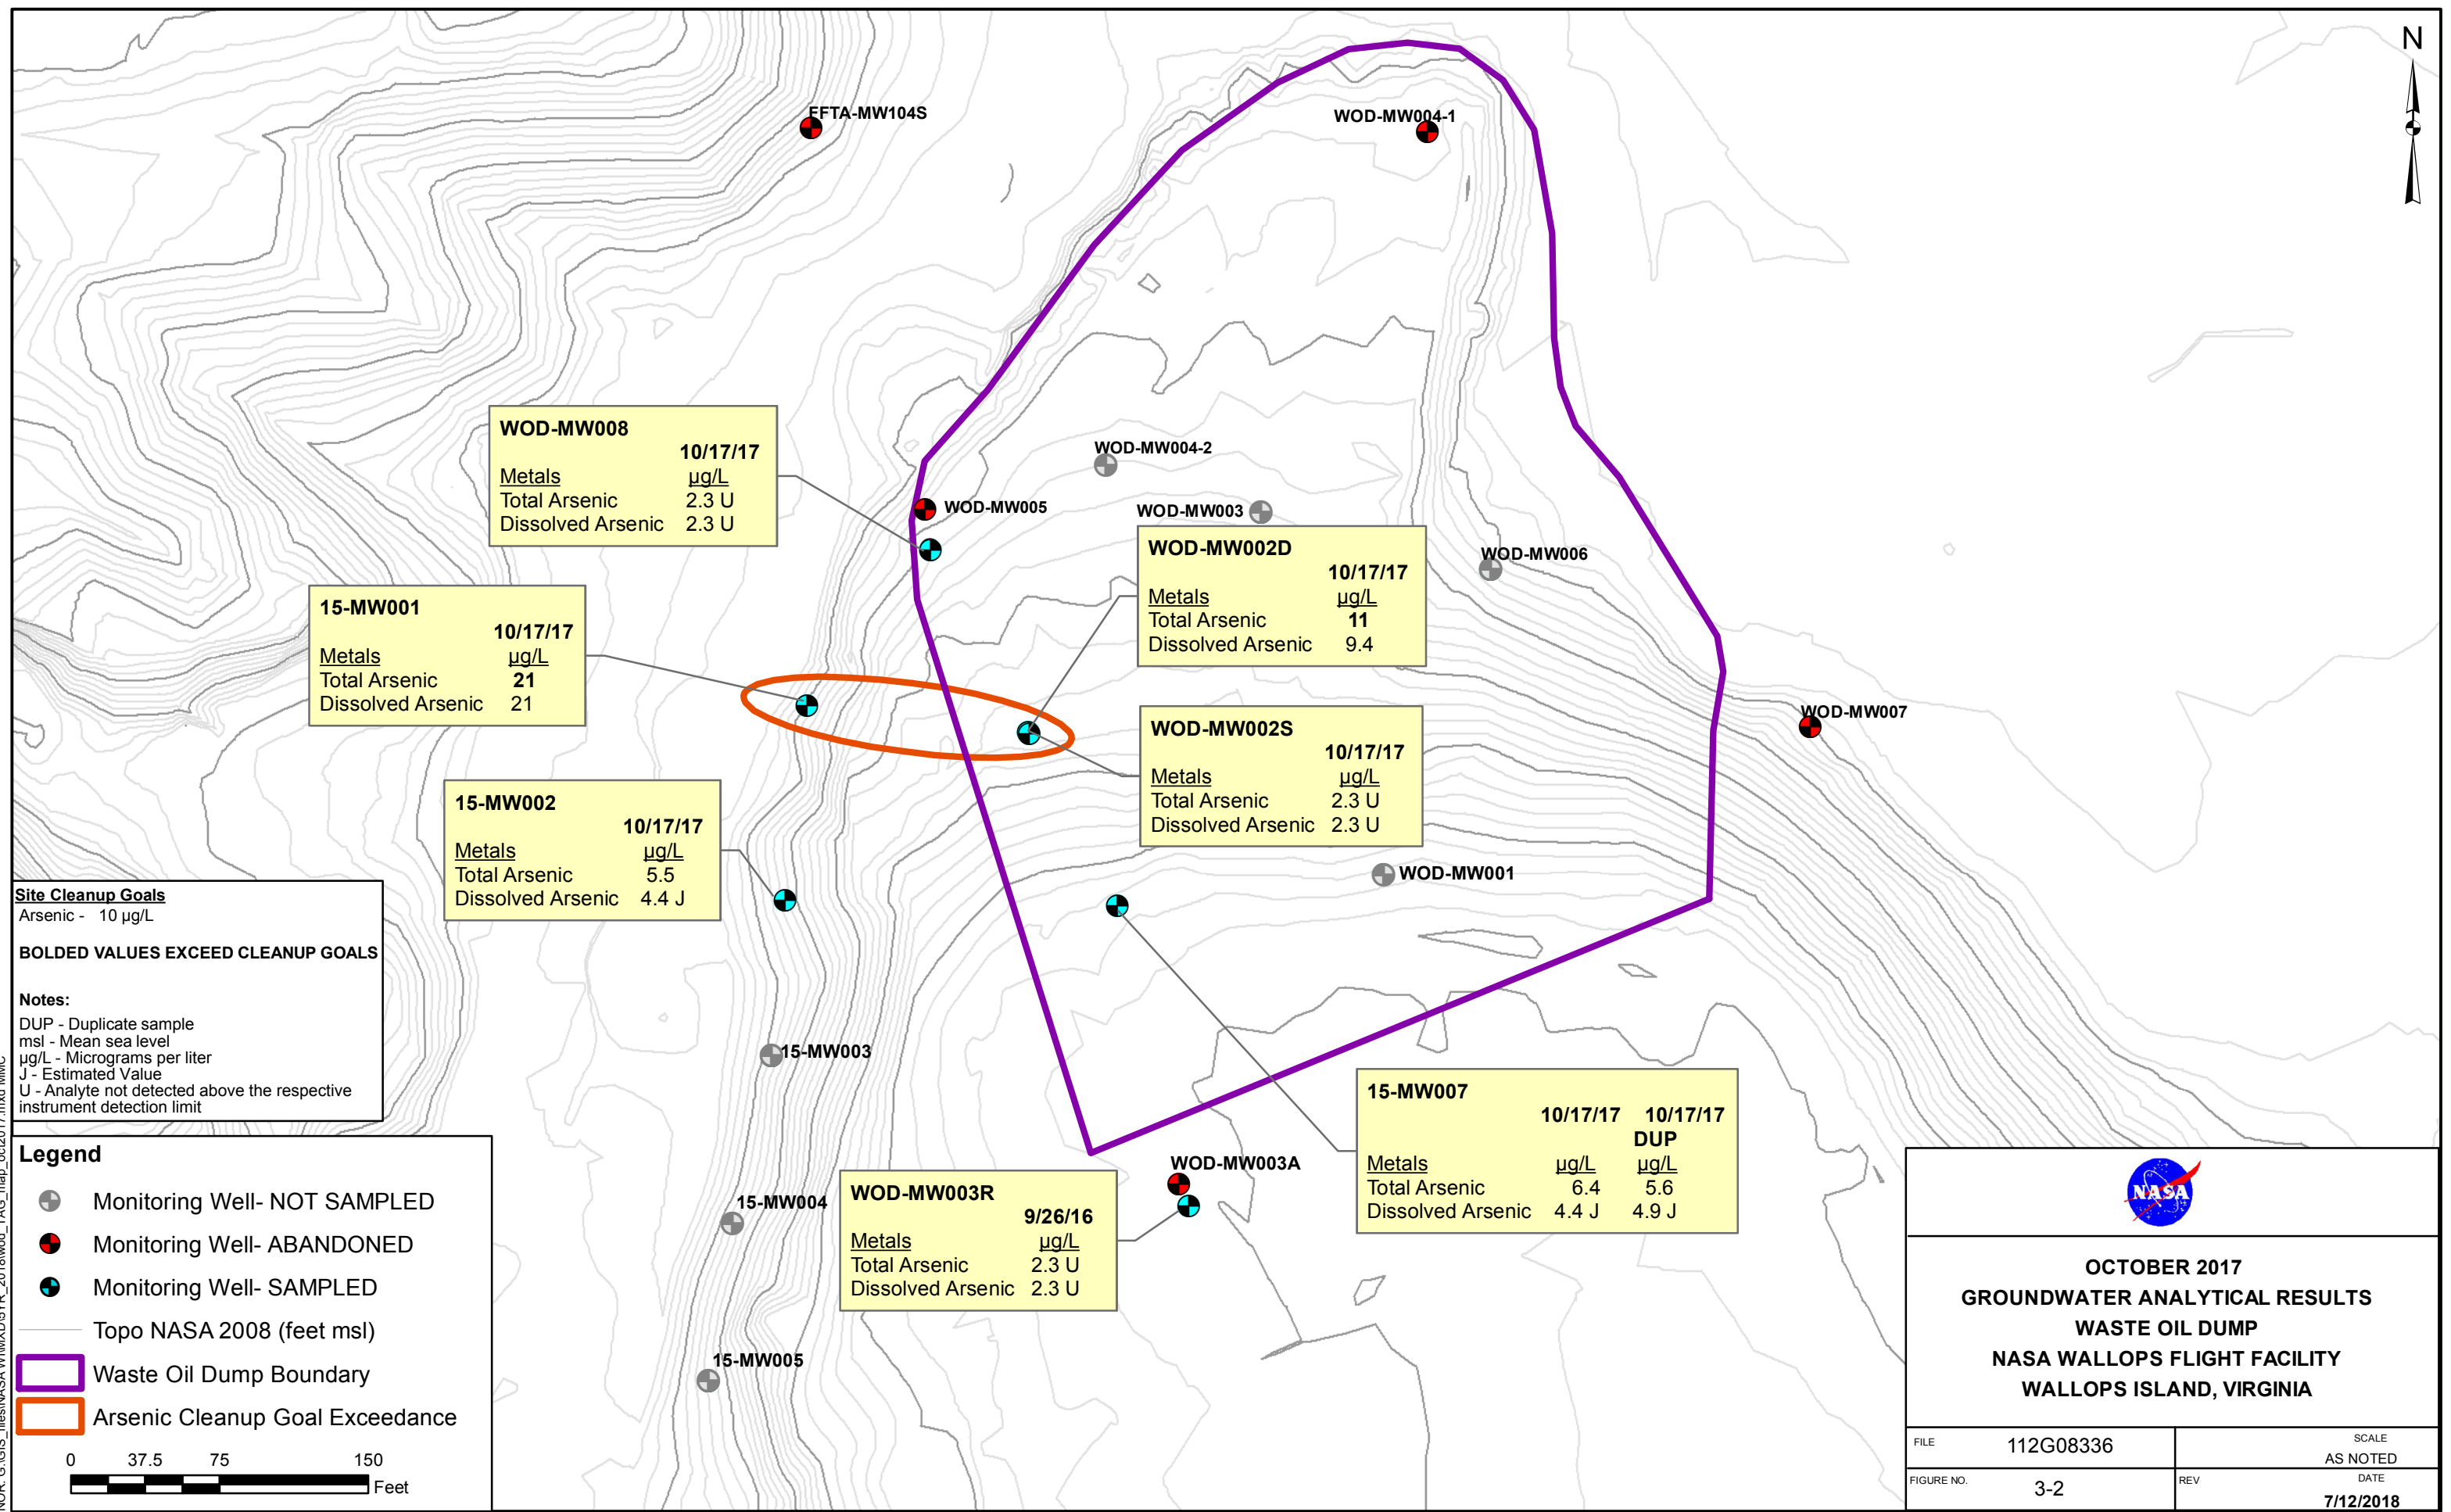 N
FFTA-MW104S
WOD-MW004-1
WOD-MW008
10/17/17
Metals µg/L
Total Arsenic 2.3 U
Dissolved Arsenic 2.3 U
WOD-MW004-2
WOD-MW005
WOD-MW003
WOD-MW002D
10/17/17
Metals µg/L
Total Arsenic 11
Dissolved Arsenic 9.4
WOD-MW006
15-MW001
10/17/17
Metals µg/L
Total Arsenic 21
Dissolved Arsenic 21
WOD-MW002S
10/17/17
Metals µg/L
Total Arsenic 2.3 U
Dissolved Arsenic 2.3 U
WOD-MW007
15-MW002
10/17/17
Metals µg/L
Total Arsenic 5.5
Dissolved Arsenic 4.4 J
WOD-MW001
Site Cleanup Goals
Arsenic - 10 µg/L
BOLDED VALUES EXCEED CLEANUP GOALS
Notes:
DUP - Duplicate sample
msl - Mean sea level
µg/L - Micrograms per liter
J - Estimated Value
U - Analyte not detected above the respective
instrument detection limit
15-MW003
15-MW007
10/17/17 10/17/17
DUP
Metals µg/L µg/L
Total Arsenic 6.4 5.6
Dissolved Arsenic 4.4 J 4.9 J
WOD-MW003A
15-MW004
WOD-MW003R
9/26/16
Metals µg/L
Total Arsenic 2.3 U
Dissolved Arsenic 2.3 U
15-MW005
Legend
Monitoring Well- NOT SAMPLED
Monitoring Well- ABANDONED
Monitoring Well- SAMPLED
Topo NASA 2008 (feet msl)
Waste Oil Dump Boundary
Arsenic Cleanup Goal Exceedance
0 37.5 75 150
Feet
NASA
OCTOBER 2017
GROUNDWATER ANALYTICAL RESULTS
WASTE OIL DUMP
NASA WALLOPS FLIGHT FACILITY
WALLOPS ISLAND, VIRGINIA
FILE 112G08336
SCALE
AS NOTED
FIGURE NO. 3-2
REV
DATE
7/12/2018